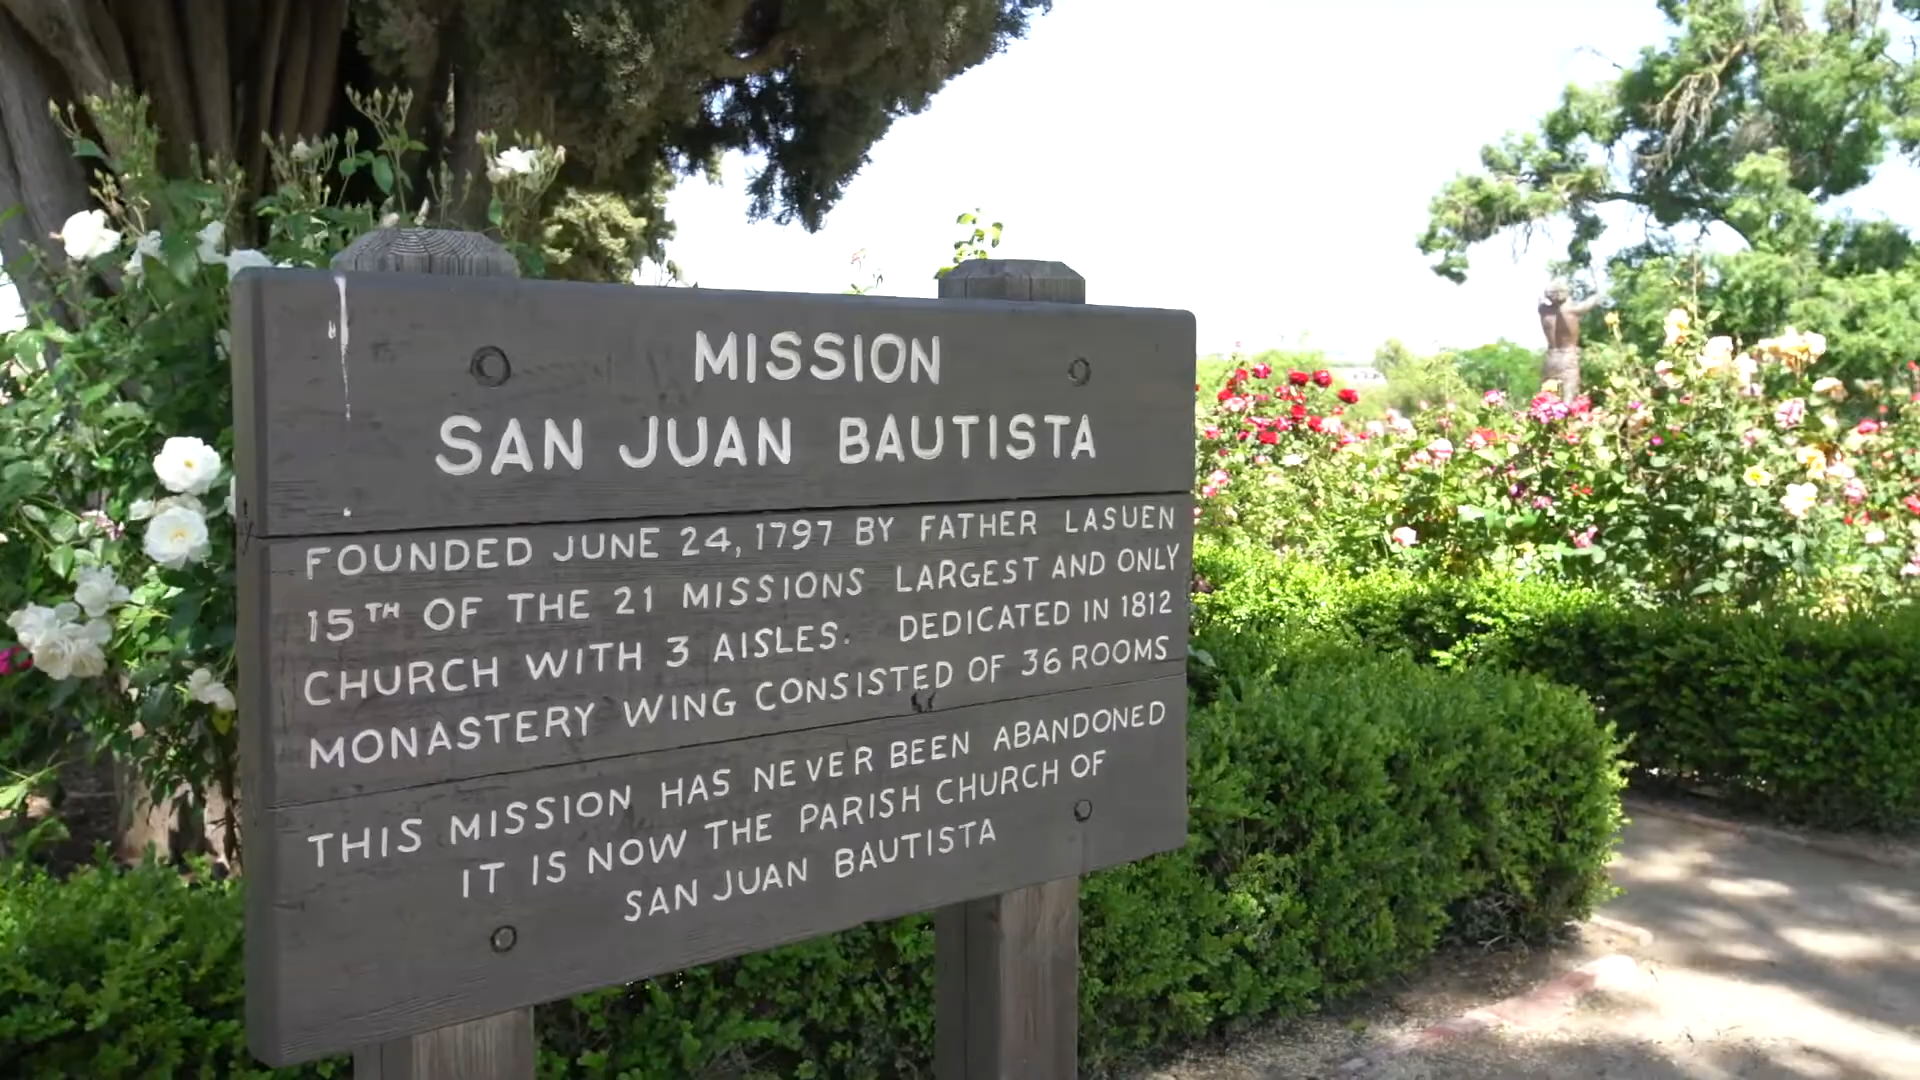 MISSION
SAN JUAN BAUTISTA
FOUNDED JUNE 24, 1797 BY FATHER LASUEN
15TH OF THE 21 MISSIONS LARGEST AND ONLY
CHURCH WITH 3 AISLES. DEDICATED IN 1812
MONASTERY WING CONSISTED OF 36 ROOMS
THIS MISSION HAS NEVER BEEN ABANDONED
IT IS NOW THE PARISH CHURCH OF
SAN JUAN BAUTISTA